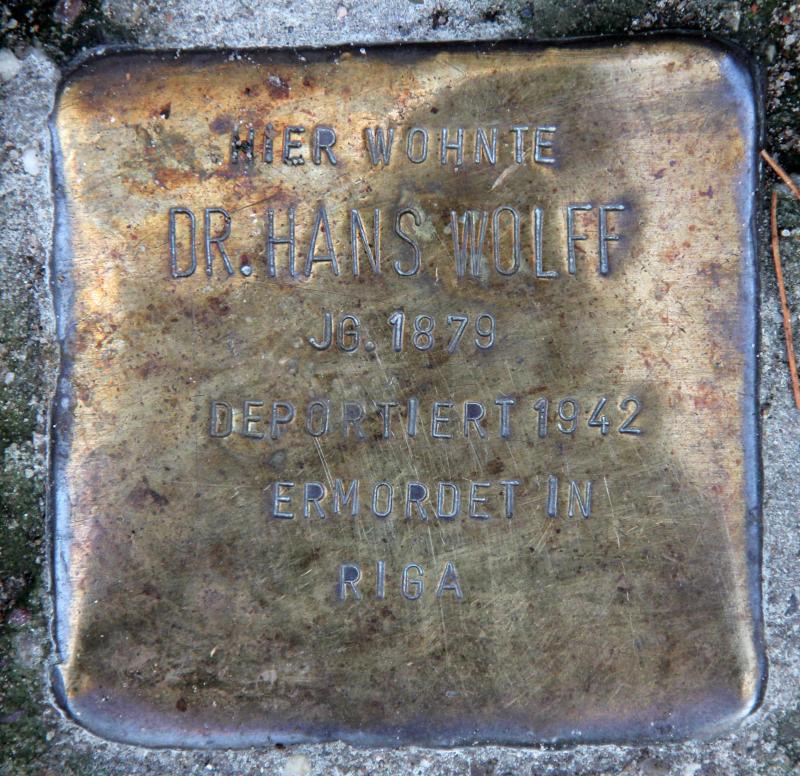 HIER WOHNTE
DR. HANS WOLFF
JG. 1879
DEPORTIERT 1942
ERMORDET IN
RIGA